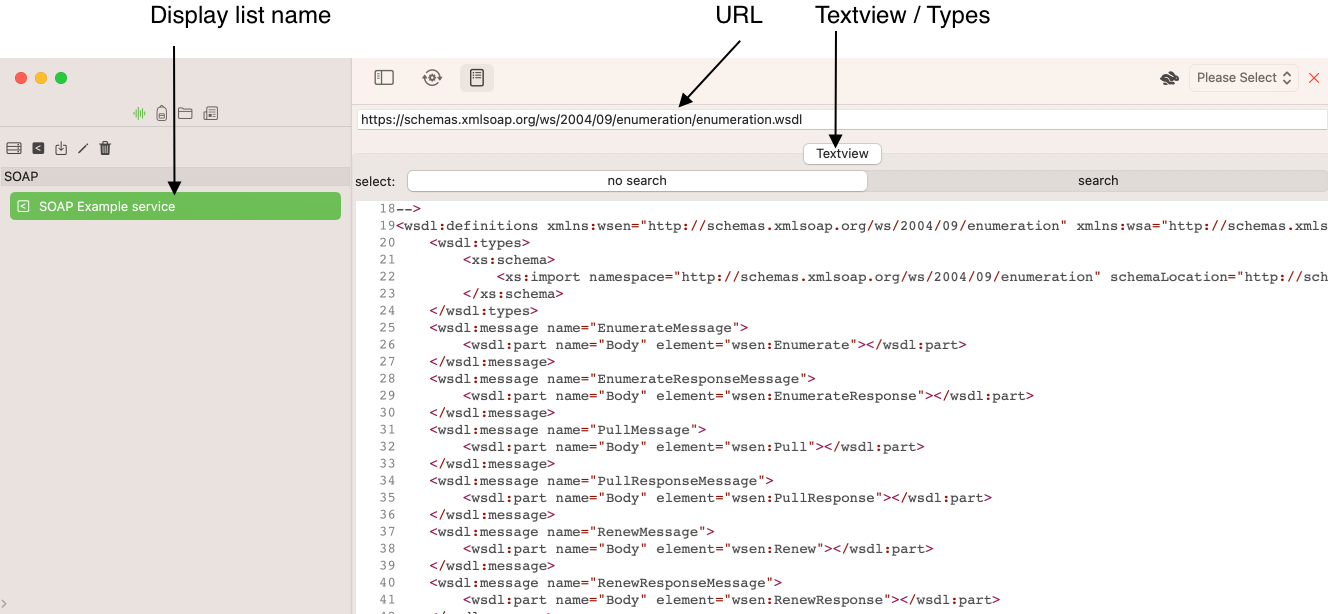 Display list name
URL
Textview / Types
Please Select
https://schemas.xmlsoap.org/ws/2004/09/enumeration/enumeration.wsdl
Textview
SOAP
select:
no search
search
SOAP Example service
18-->
19<wsdl:definitions xmlns:wsen="http://schemas.xmlsoap.org/ws/2004/09/enumeration" xmlns:wsa="http://schemas.xmls
20    <wsdl:types>
21        <xs:schema>
22            <xs:import namespace="http://schemas.xmlsoap.org/ws/2004/09/enumeration" schemaLocation="http://sch
23        </xs:schema>
24    </wsdl:types>
25    <wsdl:message name="EnumerateMessage">
26        <wsdl:part name="Body" element="wsen:Enumerate"></wsdl:part>
27    </wsdl:message>
28    <wsdl:message name="EnumerateResponseMessage">
29        <wsdl:part name="Body" element="wsen:EnumerateResponse"></wsdl:part>
30    </wsdl:message>
31    <wsdl:message name="PullMessage">
32        <wsdl:part name="Body" element="wsen:Pull"></wsdl:part>
33    </wsdl:message>
34    <wsdl:message name="PullResponseMessage">
35        <wsdl:part name="Body" element="wsen:PullResponse"></wsdl:part>
36    </wsdl:message>
37    <wsdl:message name="RenewMessage">
38        <wsdl:part name="Body" element="wsen:Renew"></wsdl:part>
39    </wsdl:message>
40    <wsdl:message name="RenewResponseMessage">
41        <wsdl:part name="Body" element="wsen:RenewResponse"></wsdl:part>